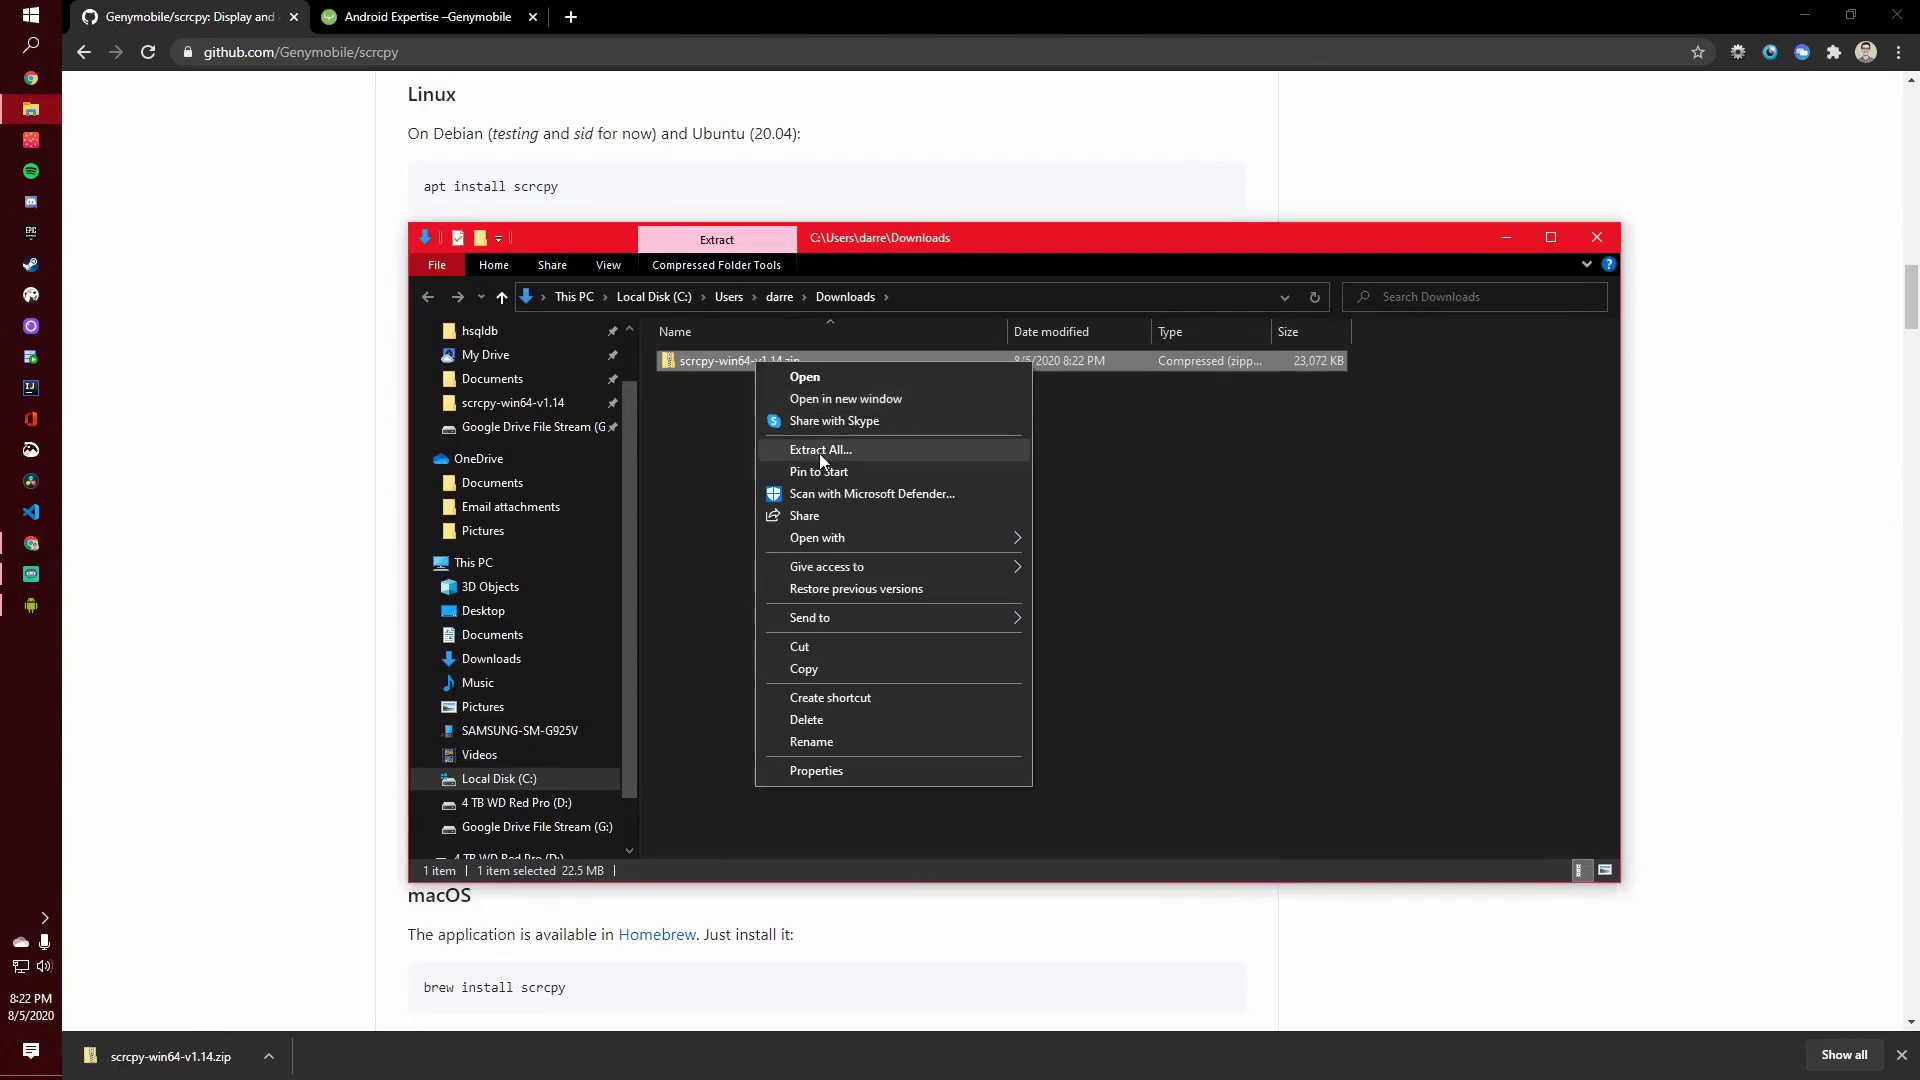 Genymobile/scrcpy: Display and
Android Expertise –Genymobile
github.com/Genymobile/scrcpy
Linux
On Debian (testing and sid for now) and Ubuntu (20.04):
apt install scrcpy
Extract
C:\Users\darre\Downloads
File
Home
Share
View
Compressed Folder Tools
This PC
Local Disk (C:)
Users
darre
Downloads
Search Downloads
Name
Date modified
Type
Size
scrcpy-win64-v1.14.zip
8/5/2020 8:22 PM
Compressed (zipp...
23,072 KB
hsqldb
My Drive
Documents
scrcpy-win64-v1.14
Google Drive File Stream (G
OneDrive
Documents
Email attachments
Pictures
This PC
3D Objects
Desktop
Documents
Downloads
Music
Pictures
SAMSUNG-SM-G925V
Videos
Local Disk (C:)
4 TB WD Red Pro (D:)
Google Drive File Stream (G:)
4 TB WD Red Pro (D:)
Open
Open in new window
Share with Skype
Extract All...
Pin to Start
Scan with Microsoft Defender...
Share
Open with
Give access to
Restore previous versions
Send to
Cut
Copy
Create shortcut
Delete
Rename
Properties
1 item
1 item selected 22.5 MB
macOS
The application is available in Homebrew. Just install it:
brew install scrcpy
EPIC
IJ
8:22 PM
8/5/2020
scrcpy-win64-v1.14.zip
Show all